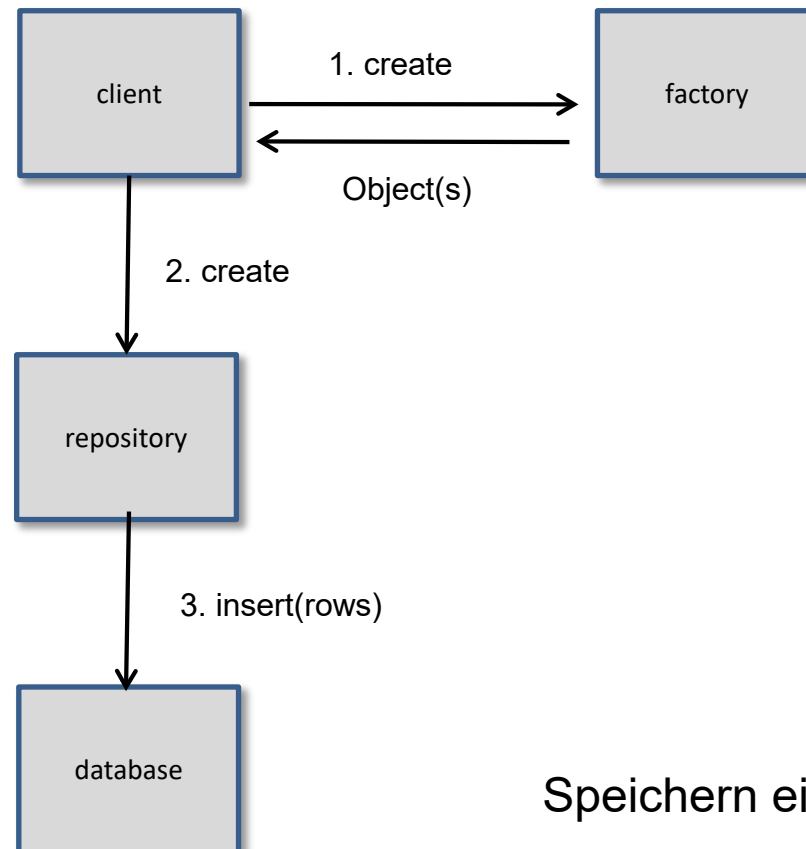 client
1. create
factory
Object(s)
2. create
repository
3. insert(rows)
database
Speichern ei